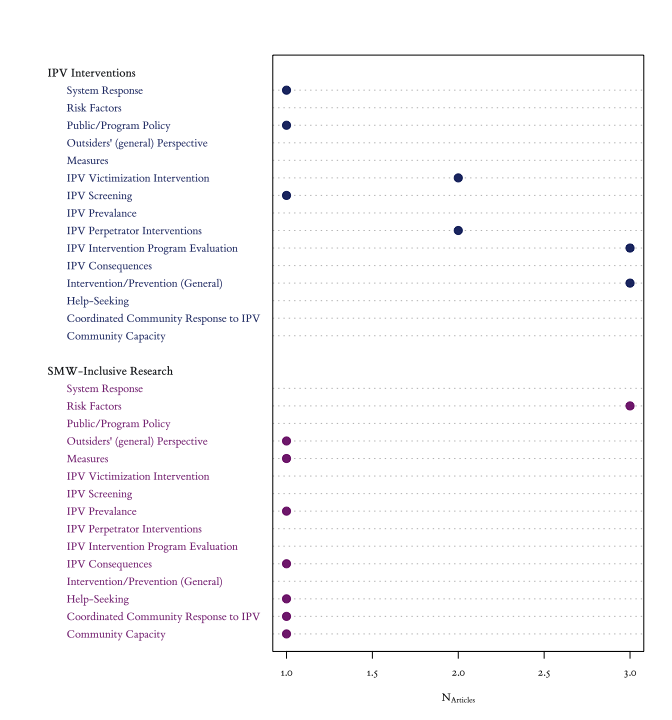 IPV Interventions
System Response
Risk Factors
Public/Program Policy
Outsiders' (general) Perspective
Measures
IPV Victimization Intervention
IPV Screening
IPV Prevalance
IPV Perpetrator Interventions
IPV Intervention Program Evaluation
IPV Consequences
Intervention/Prevention (General)
Help-Seeking
Coordinated Community Response to IPV
Community Capacity
SMW-Inclusive Research
System Response
Risk Factors
Public/Program Policy
Outsiders' (general) Perspective
Measures
IPV Victimization Intervention
IPV Screening
IPV Prevalance
IPV Perpetrator Interventions
IPV Intervention Program Evaluation
IPV Consequences
Intervention/Prevention (General)
Help-Seeking
Coordinated Community Response to IPV
Community Capacity
1.0 1.5 2.0 2.5 3.0
N Articles